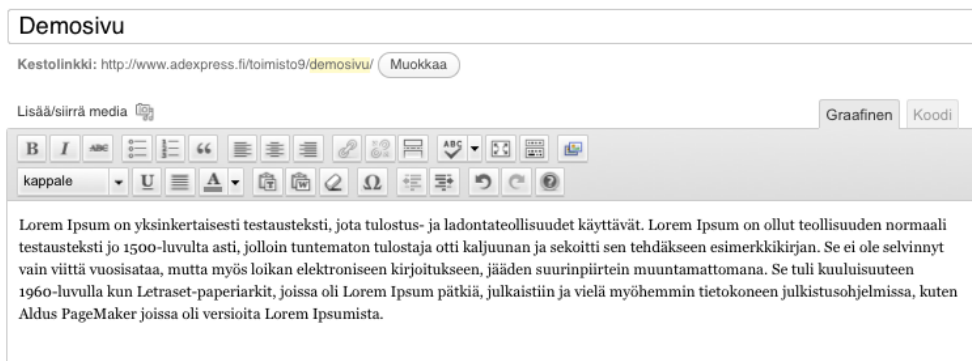 Demosivu
Kestolinkki: http://www.adexpress.fi/toimisto9/demosivu/ Muokkaa
Lisää/siirrä media
Graafinen Koodi
B I ABC ABC
kappale U A T W Ω
Lorem Ipsum on yksinkertaisesti testausteksti, jota tulostus- ja ladontateollisuudet käyttävät. Lorem Ipsum on ollut teollisuuden normaali
testausteksti jo 1500-luvulta asti, jolloin tuntematon tulostaja otti kaljuunan ja sekoitti sen tehdäkseen esimerkkikirjan. Se ei ole selvinnyt
vain viittä vuosisataa, mutta myös loikan elektroniseen kirjoitukseen, jääden suurinpiirtein muuntamattomana. Se tuli kuuluisuuteen
1960-luvulla kun Letraset-paperiarkit, joissa oli Lorem Ipsum pätkiä, julkaistiin ja vielä myöhemmin tietokoneen julkistusohjelmissa, kuten
Aldus PageMaker joissa oli versioita Lorem Ipsumista.